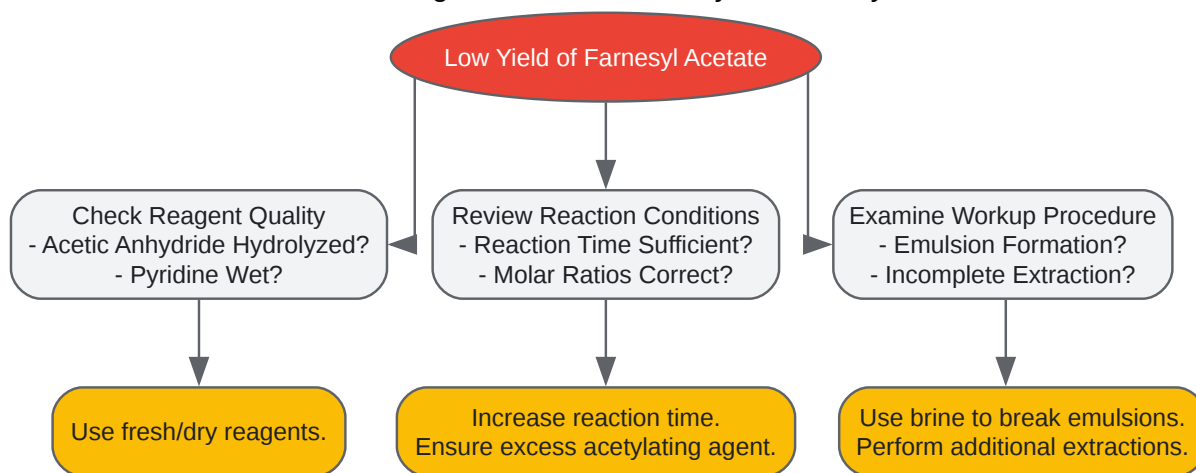 Low Yield of Farnesyl Acetate
Check Reagent Quality
- Acetic Anhydride Hydrolyzed?
- Pyridine Wet?
Review Reaction Conditions
- Reaction Time Sufficient?
- Molar Ratios Correct?
Examine Workup Procedure
- Emulsion Formation?
- Incomplete Extraction?
Use fresh/dry reagents.
Increase reaction time.
Ensure excess acetylating agent.
Use brine to break emulsions.
Perform additional extractions.